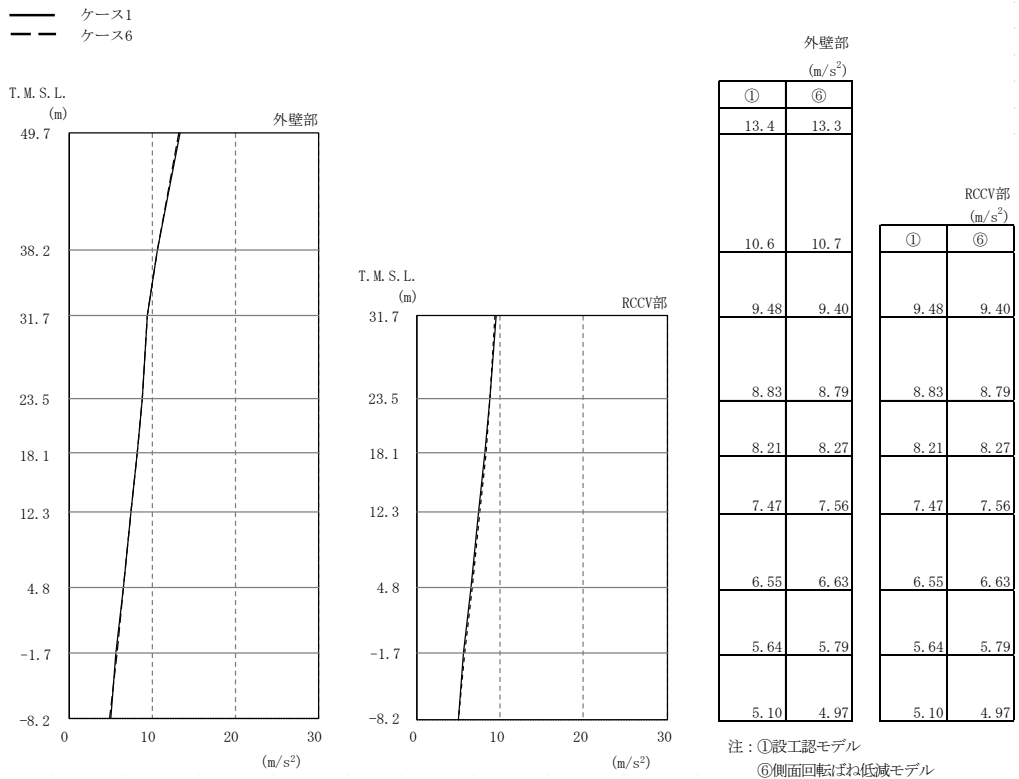 ケース1
ケース6
T.M.S.L.
(m)
外壁部
49.7
38.2
31.7
23.5
18.1
12.3
4.8
-1.7
-8.2
0 10 20 30
(m/s²)
T.M.S.L.
(m)
RCCV部
31.7
23.5
18.1
12.3
4.8
-1.7
-8.2
0 10 20 30
(m/s²)
外壁部
(m/s²)
① ⑥
13.4 13.3
10.6 10.7
9.48 9.40
8.83 8.79
8.21 8.27
7.47 7.56
6.55 6.63
5.64 5.79
5.10 4.97
RCCV部
(m/s²)
① ⑥
9.48 9.40
8.83 8.79
8.21 8.27
7.47 7.56
6.55 6.63
5.64 5.79
5.10 4.97
注：①設工認モデル
⑥側面回転ばね低減モデル